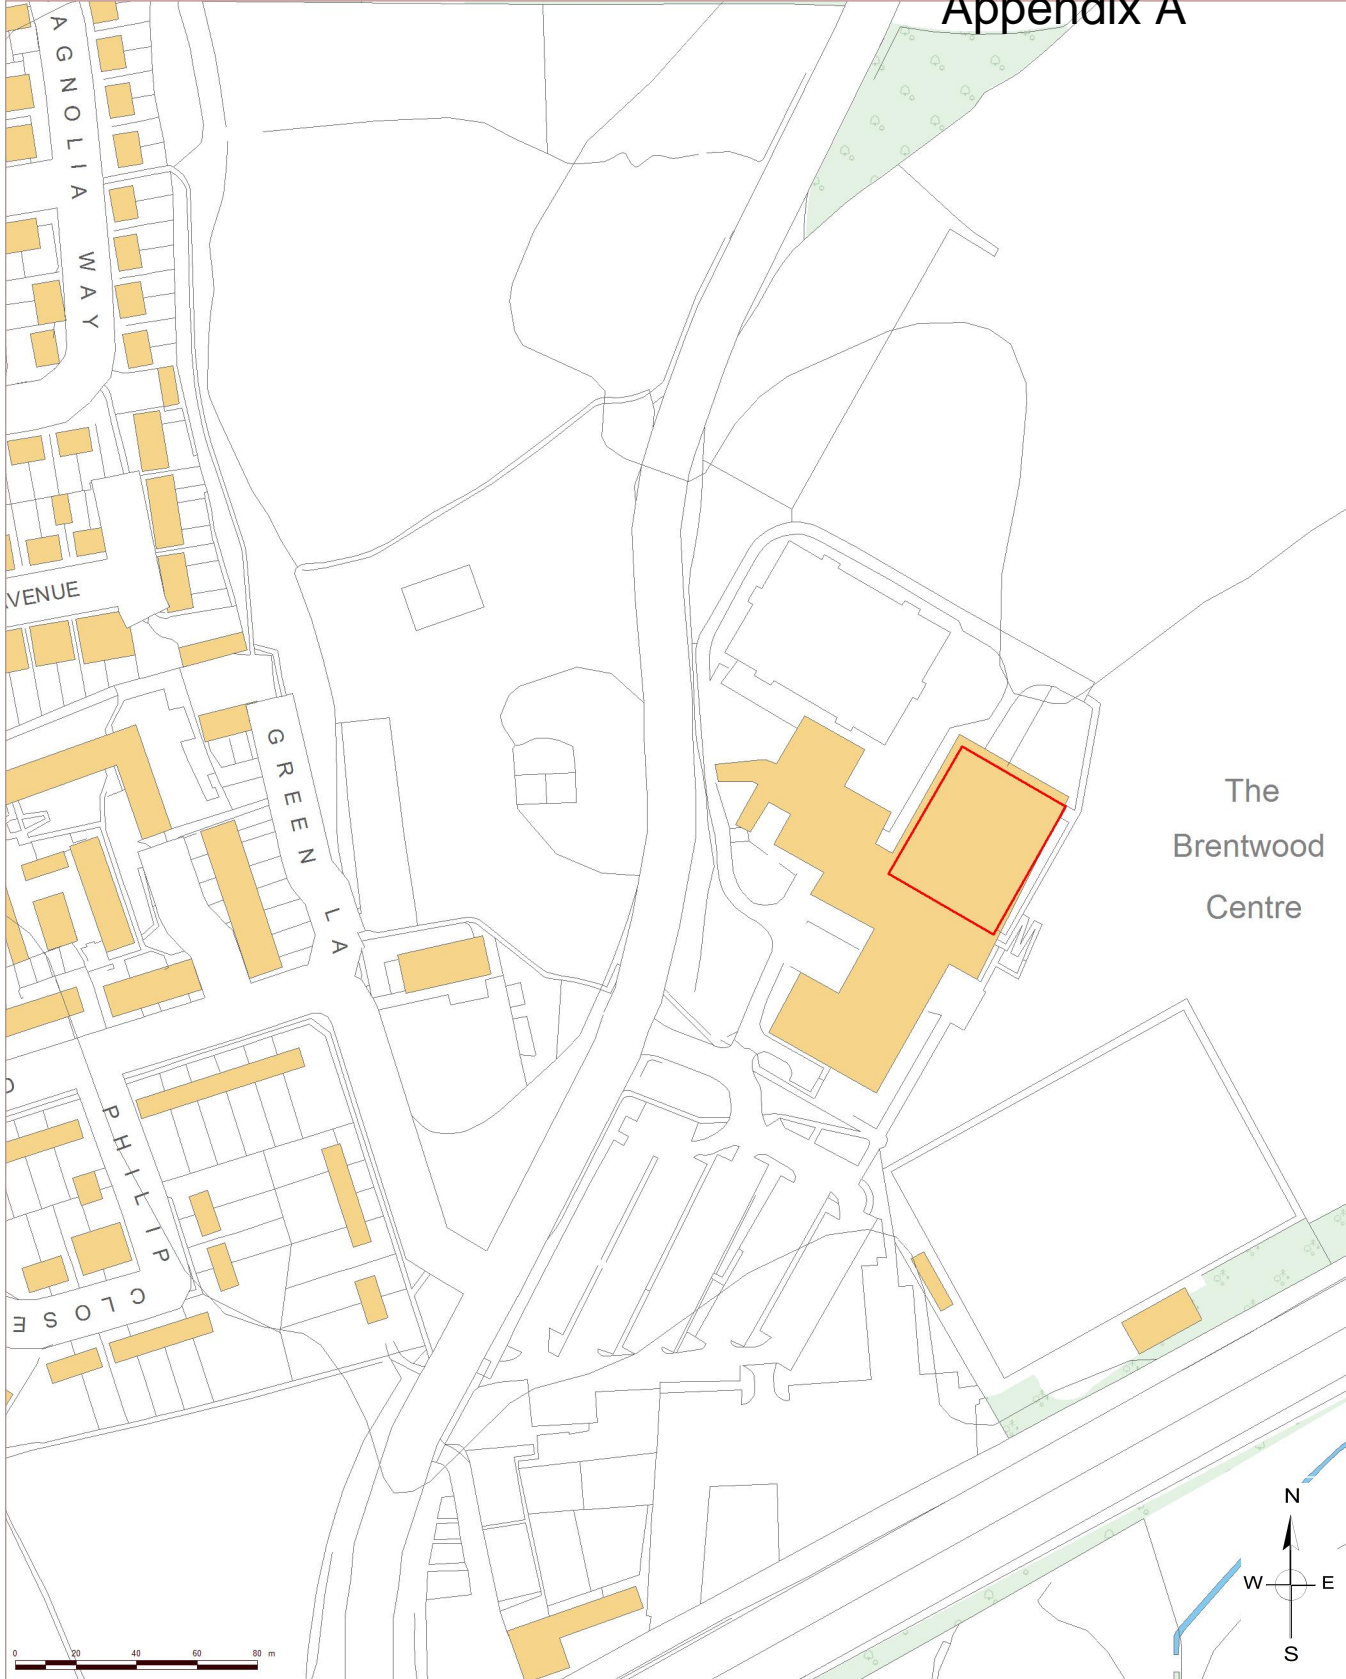 Appendix A
AGNOLIA WAY
VENUE
GREEN LA
The
Brentwood
Centre
PHILIP
CLOSE
N
W E
S
0 20 40 60 80 m